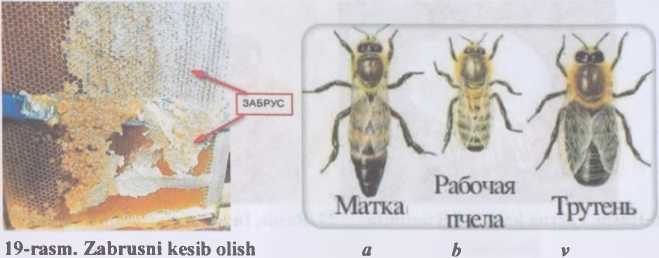 ЗАБРУС
Матка
Рабочая
пчела
Трутень
19-rasm. Zabrusni kesib olish
a b v